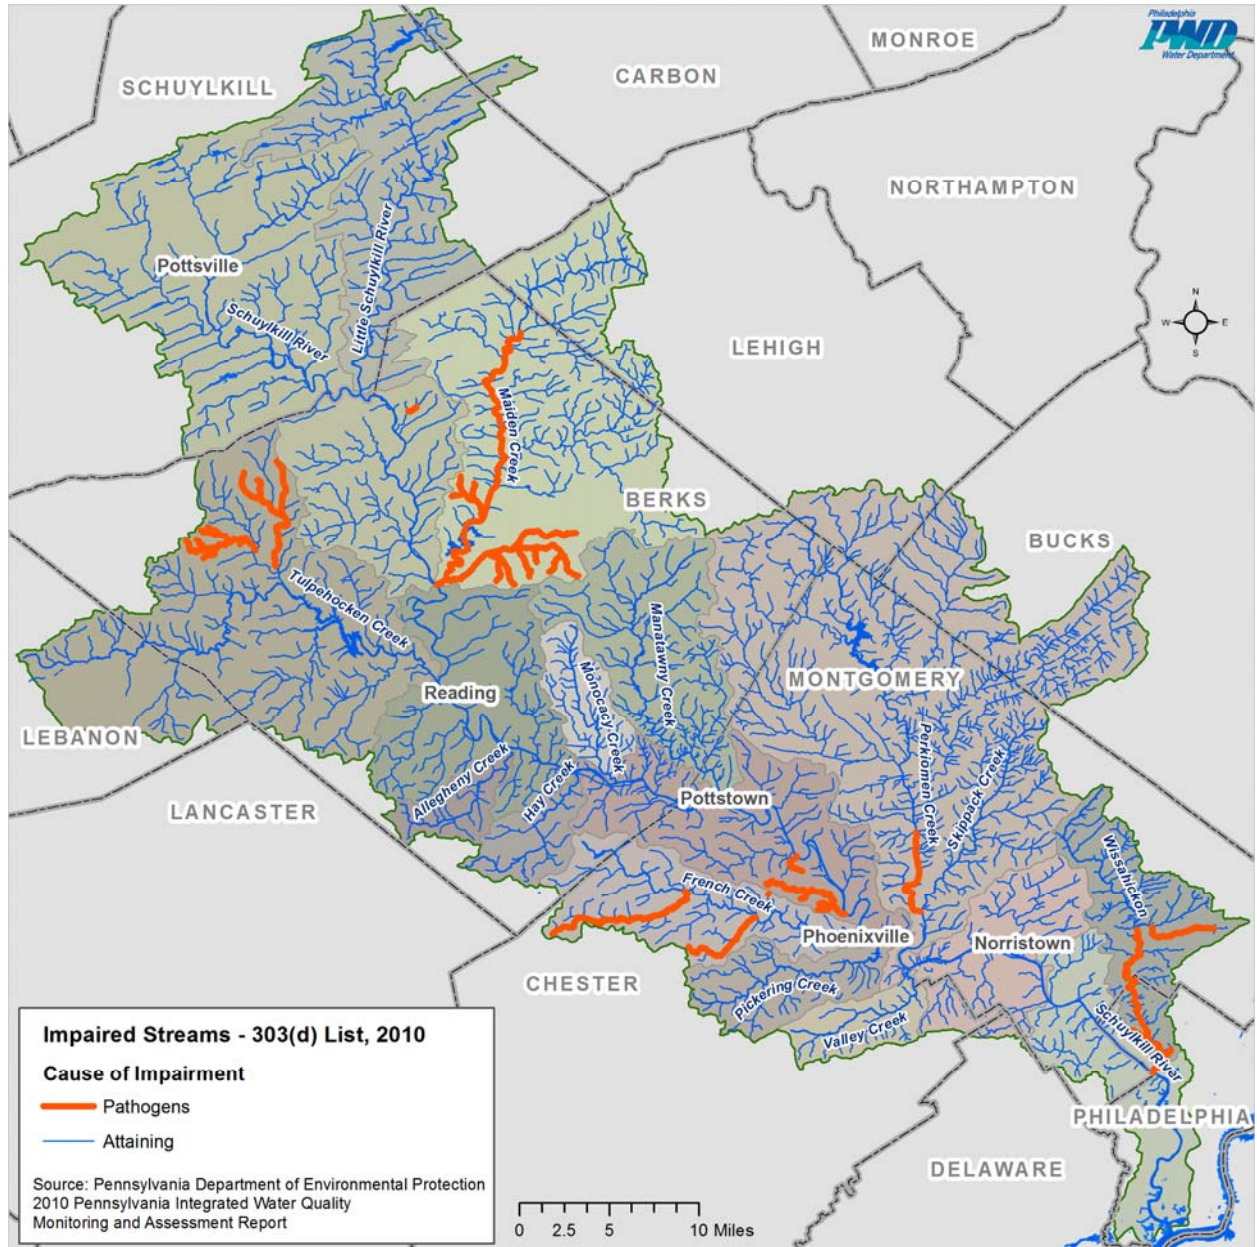 Philadelphia
PWD
Water Department
MONROE
CARBON
SCHUYLKILL
NORTHAMPTON
Pottsville
Little Schuylkill River
Schuylkill River
N
W
E
S
LEHIGH
Maiden Creek
BERKS
BUCKS
Tulpehocken Creek
Manatawny Creek
Monocacy Creek
Reading
MONTGOMERY
LEBANON
Perkiomen Creek
Skippack Creek
Allegheny Creek
Hay Creek
Pottstown
LANCASTER
Wissahickon
French Creek
Phoenixville
Norristown
CHESTER
Pickering Creek
Valley Creek
Schuylkill River
PHILADELPHIA
DELAWARE
Impaired Streams - 303(d) List, 2010
Cause of Impairment
Pathogens
Attaining
Source: Pennsylvania Department of Environmental Protection
2010 Pennsylvania Integrated Water Quality
Monitoring and Assessment Report
0 2.5 5 10 Miles